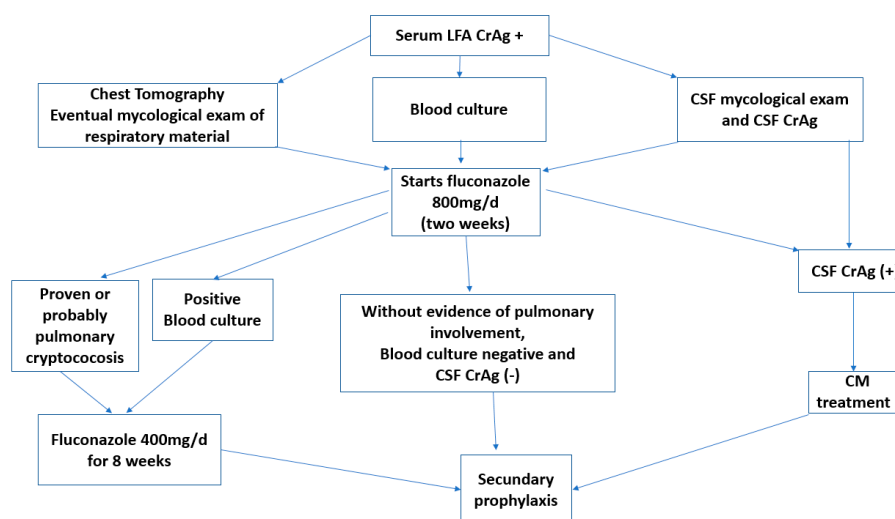 Serum LFA CrAg +
Chest Tomography
Eventual mycological exam of
respiratory material
Blood culture
CSF mycological exam
and CSF CrAg
Starts fluconazole
800mg/d
(two weeks)
CSF CrAg (+
Proven or
probably
pulmonary
cryptococosis
Positive
Blood culture
Without evidence of pulmonary
involvement,
Blood culture negative and
CSF CrAg (-)
CM
treatment
Fluconazole 400mg/d
for 8 weeks
Secundary
prophylaxis